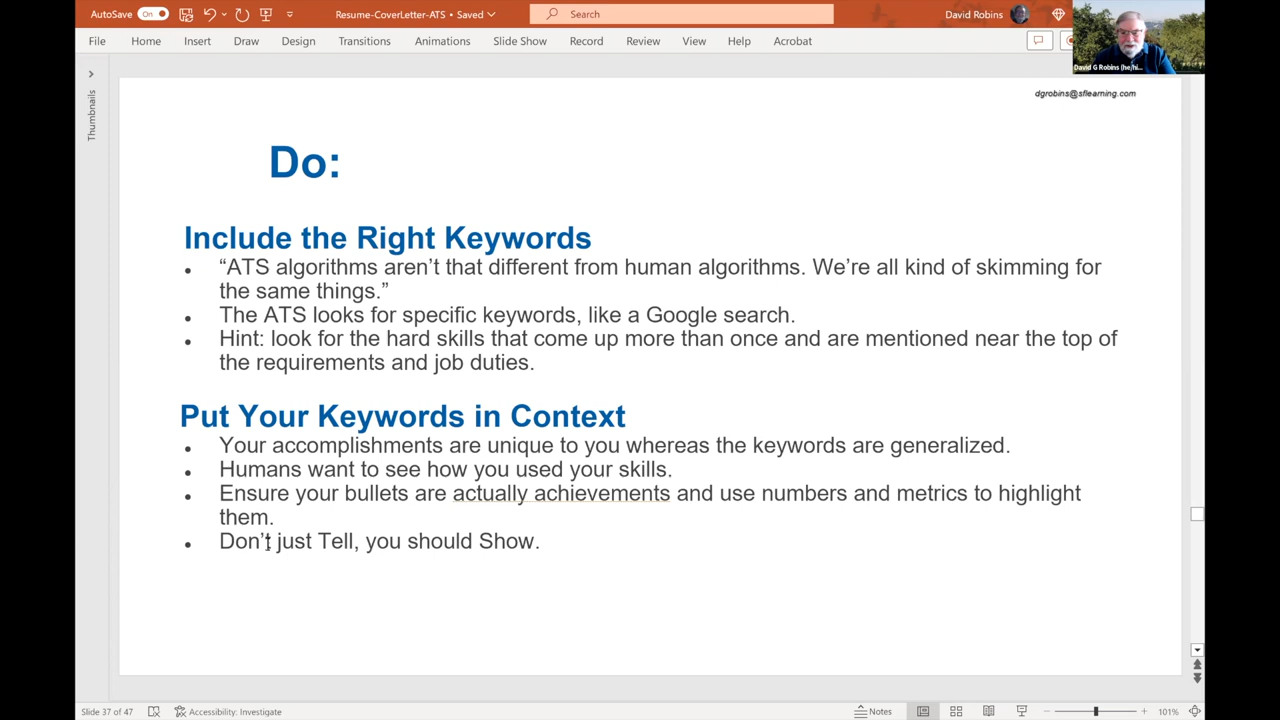 AutoSave On Resume-CoverLetter-ATS • Saved Search David Robins
File Home Insert Draw Design Transitions Animations Slide Show Record Review View Help Acrobat
David G Robins (he/hi...
Thumbnails
dgrobins@sflearning.com
Do:
Include the Right Keywords
• “ATS algorithms aren’t that different from human algorithms. We’re all kind of skimming for
the same things.”
• The ATS looks for specific keywords, like a Google search.
• Hint: look for the hard skills that come up more than once and are mentioned near the top of
the requirements and job duties.
Put Your Keywords in Context
• Your accomplishments are unique to you whereas the keywords are generalized.
• Humans want to see how you used your skills.
• Ensure your bullets are actually achievements and use numbers and metrics to highlight
them.
• Don’t just Tell, you should Show.
Slide 37 of 47 Accessibility: Investigate Notes 101%